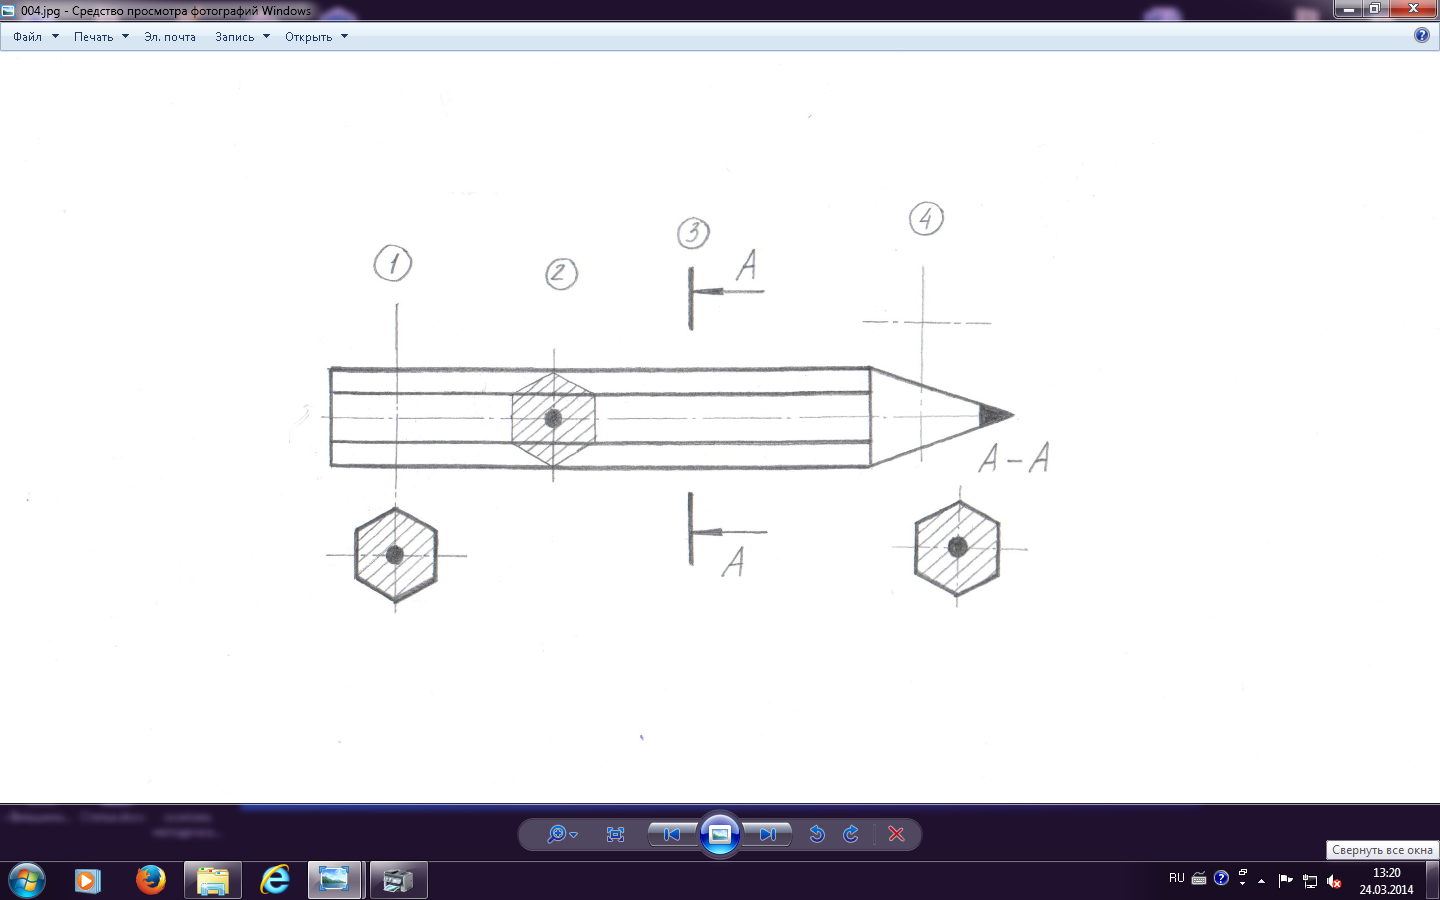 004.jpg - Средство просмотра фотографий Windows
Файл Печать Эл. почта Запись Открыть
1
2
3
4
А
А - А
А
Свернуть все окна
RU
13:20
24.03.2014